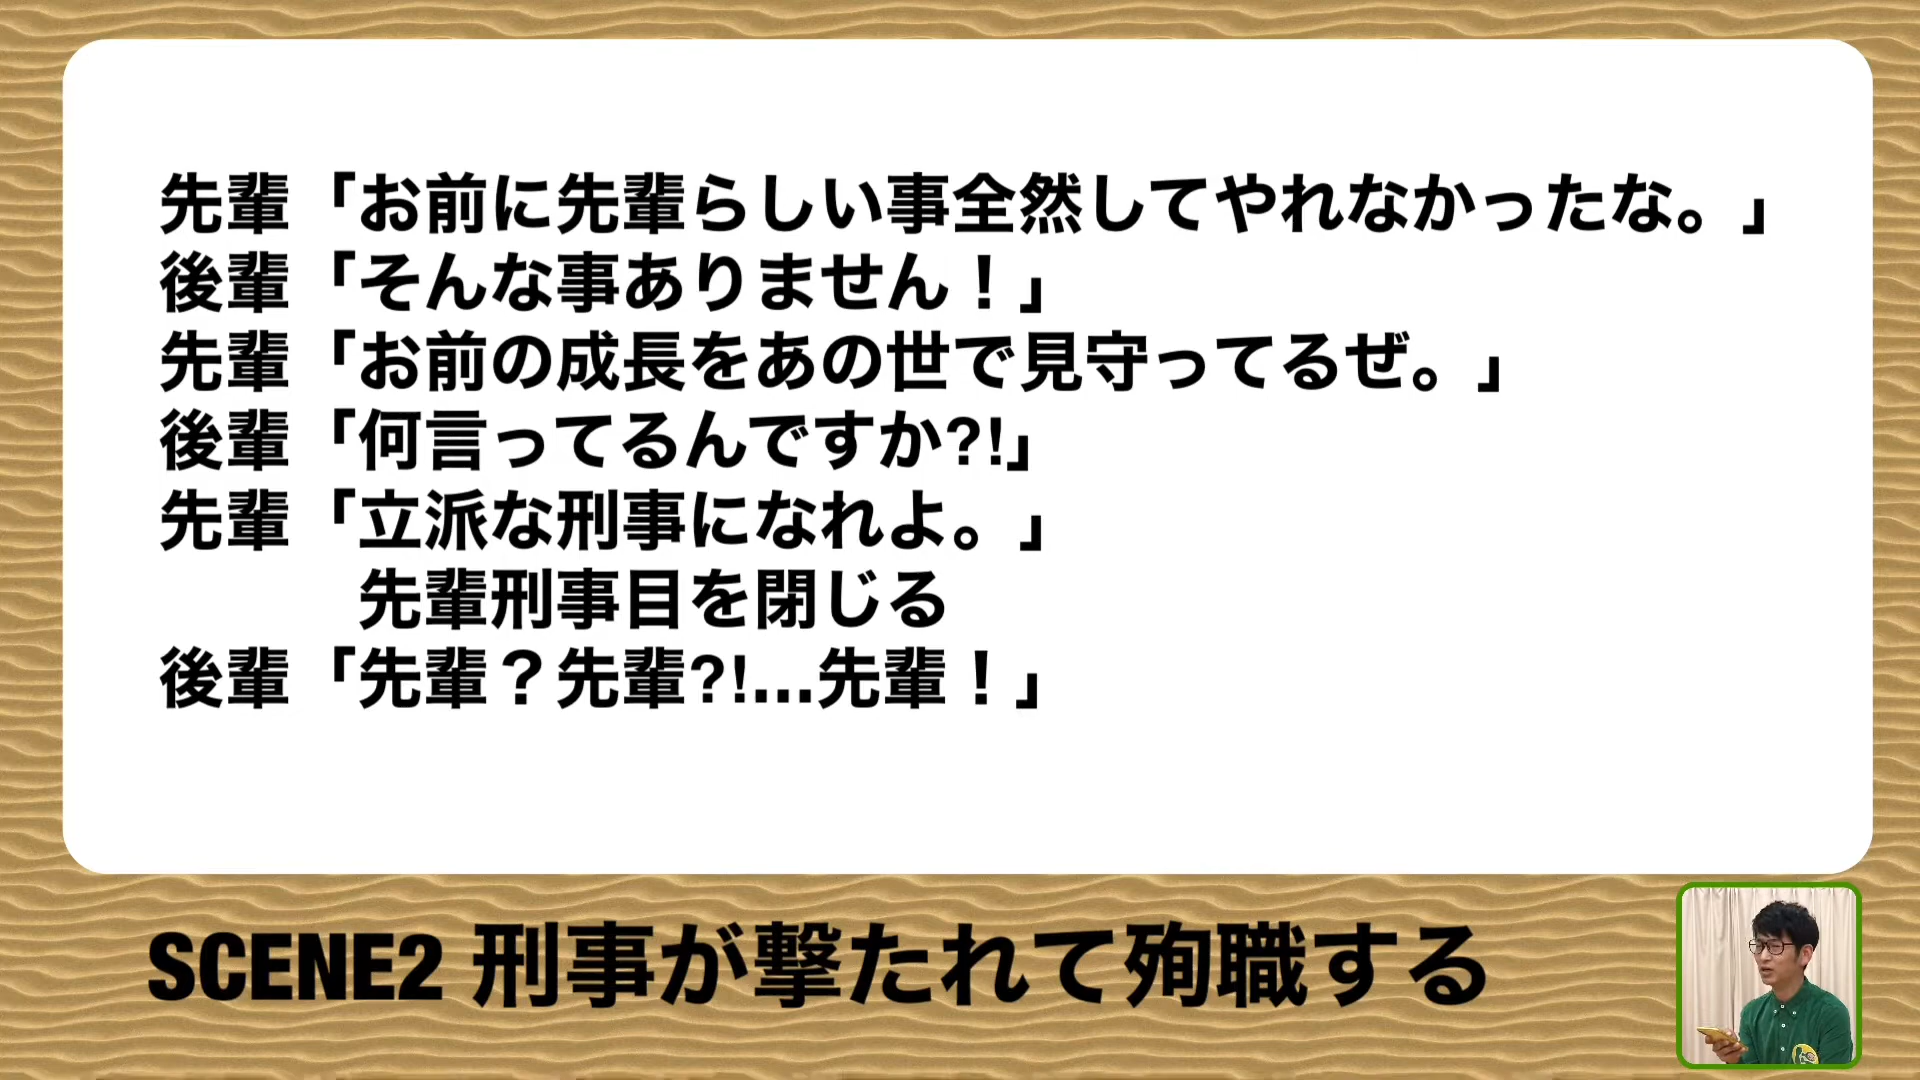 先輩「お前に先輩らしい事全然してやれなかったな。」
後輩「そんな事ありません！」
先輩「お前の成長をあの世で見守ってるぜ。」
後輩「何言ってるんですか?!」
先輩「立派な刑事になれよ。」
先輩刑事目を閉じる
後輩「先輩？先輩?!...先輩！」
SCENE2 刑事が撃たれて殉職する